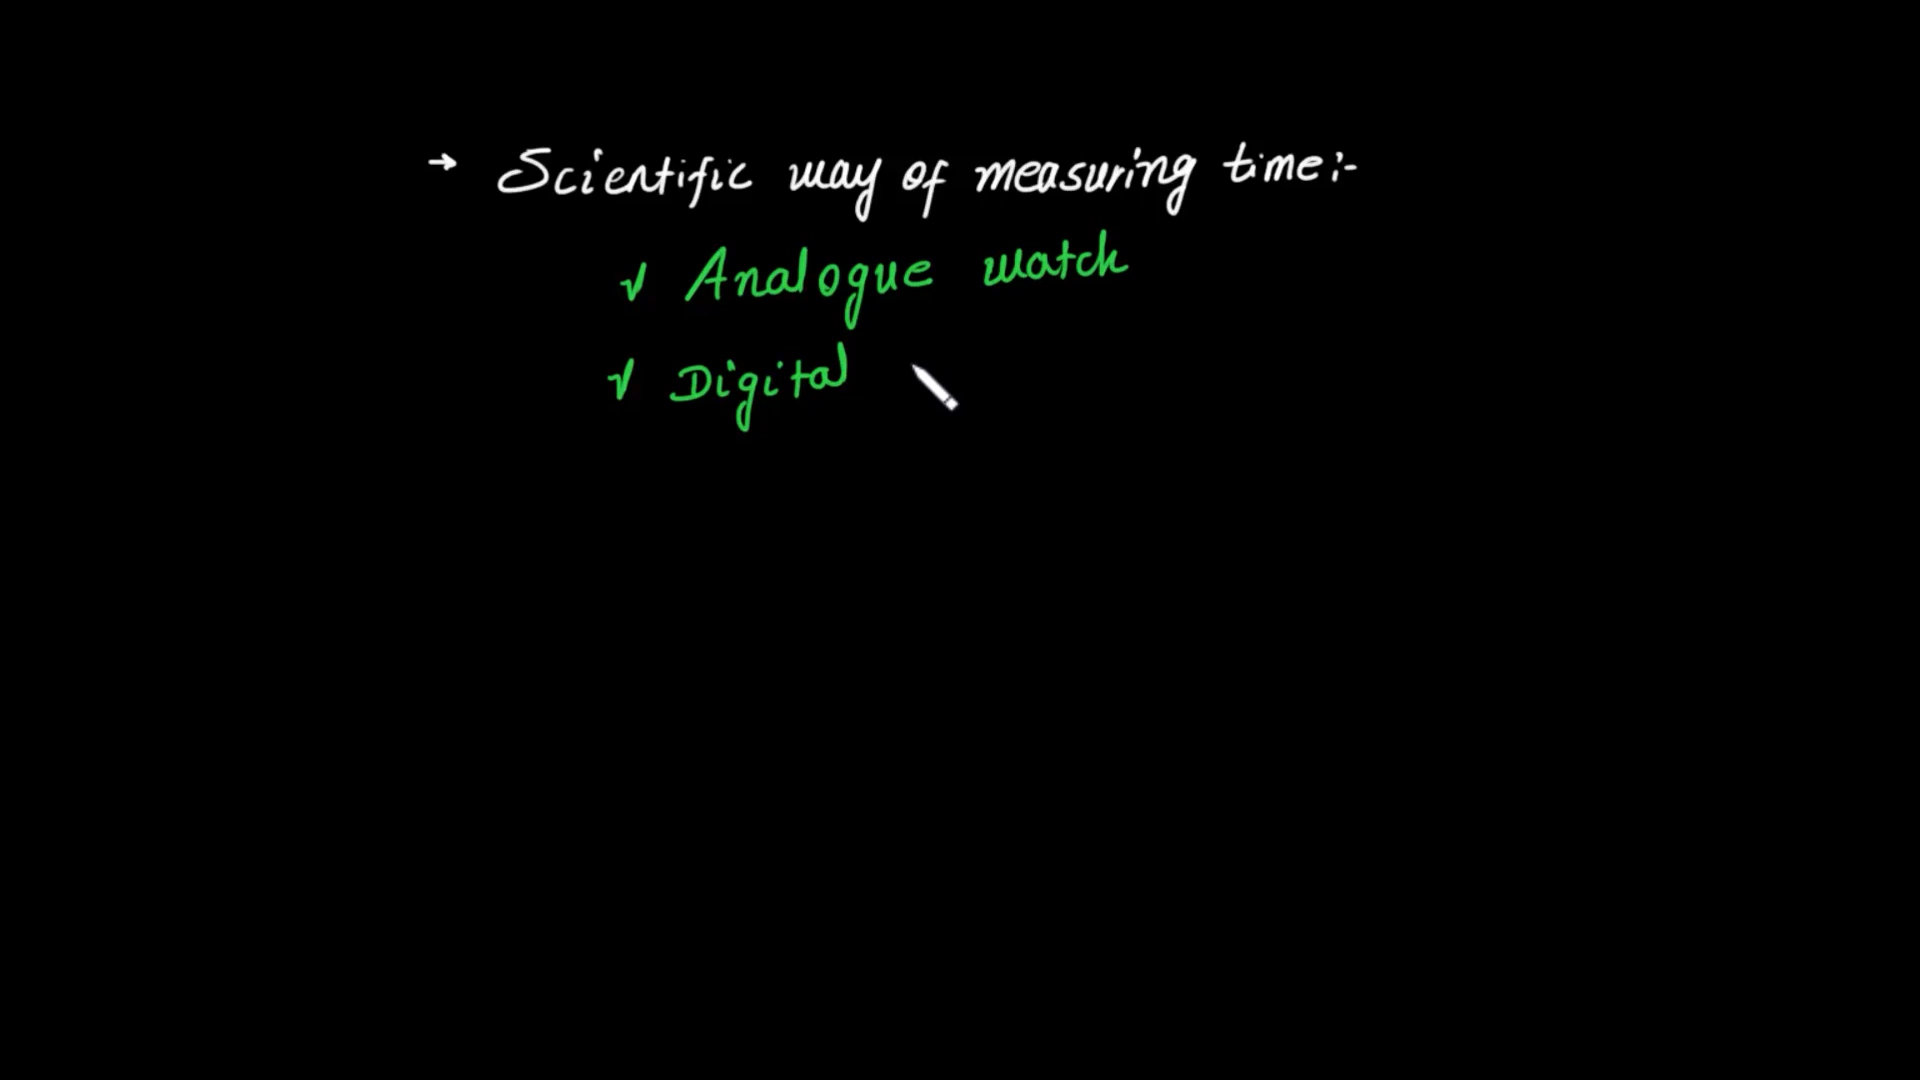 → Scientific way of measuring time:-
✓ Analogue watch
✓ Digital